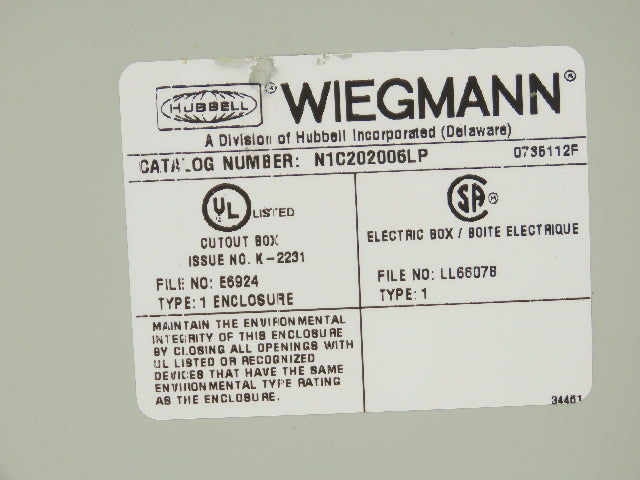 HUBBELL ® WIEGMANN ®
A Division of Hubbell Incorporated (Delaware)
CATALOG NUMBER: N1C202006LP 0735112F
UL LISTED
CUTOUT BOX
ISSUE NO. K-2231
FILE NO: E6924
TYPE: 1 ENCLOSURE
SA ®
ELECTRIC BOX / BOITE ELECTRIQUE
FILE NO: LL66078
TYPE: 1
MAINTAIN THE ENVIRONMENTAL
INTEGRITY OF THIS ENCLOSURE
BY CLOSING ALL OPENINGS WITH
UL LISTED OR RECOGNIZED
DEVICES THAT HAVE THE SAME
ENVIRONMENTAL TYPE RATING
AS THE ENCLOSURE.
34461